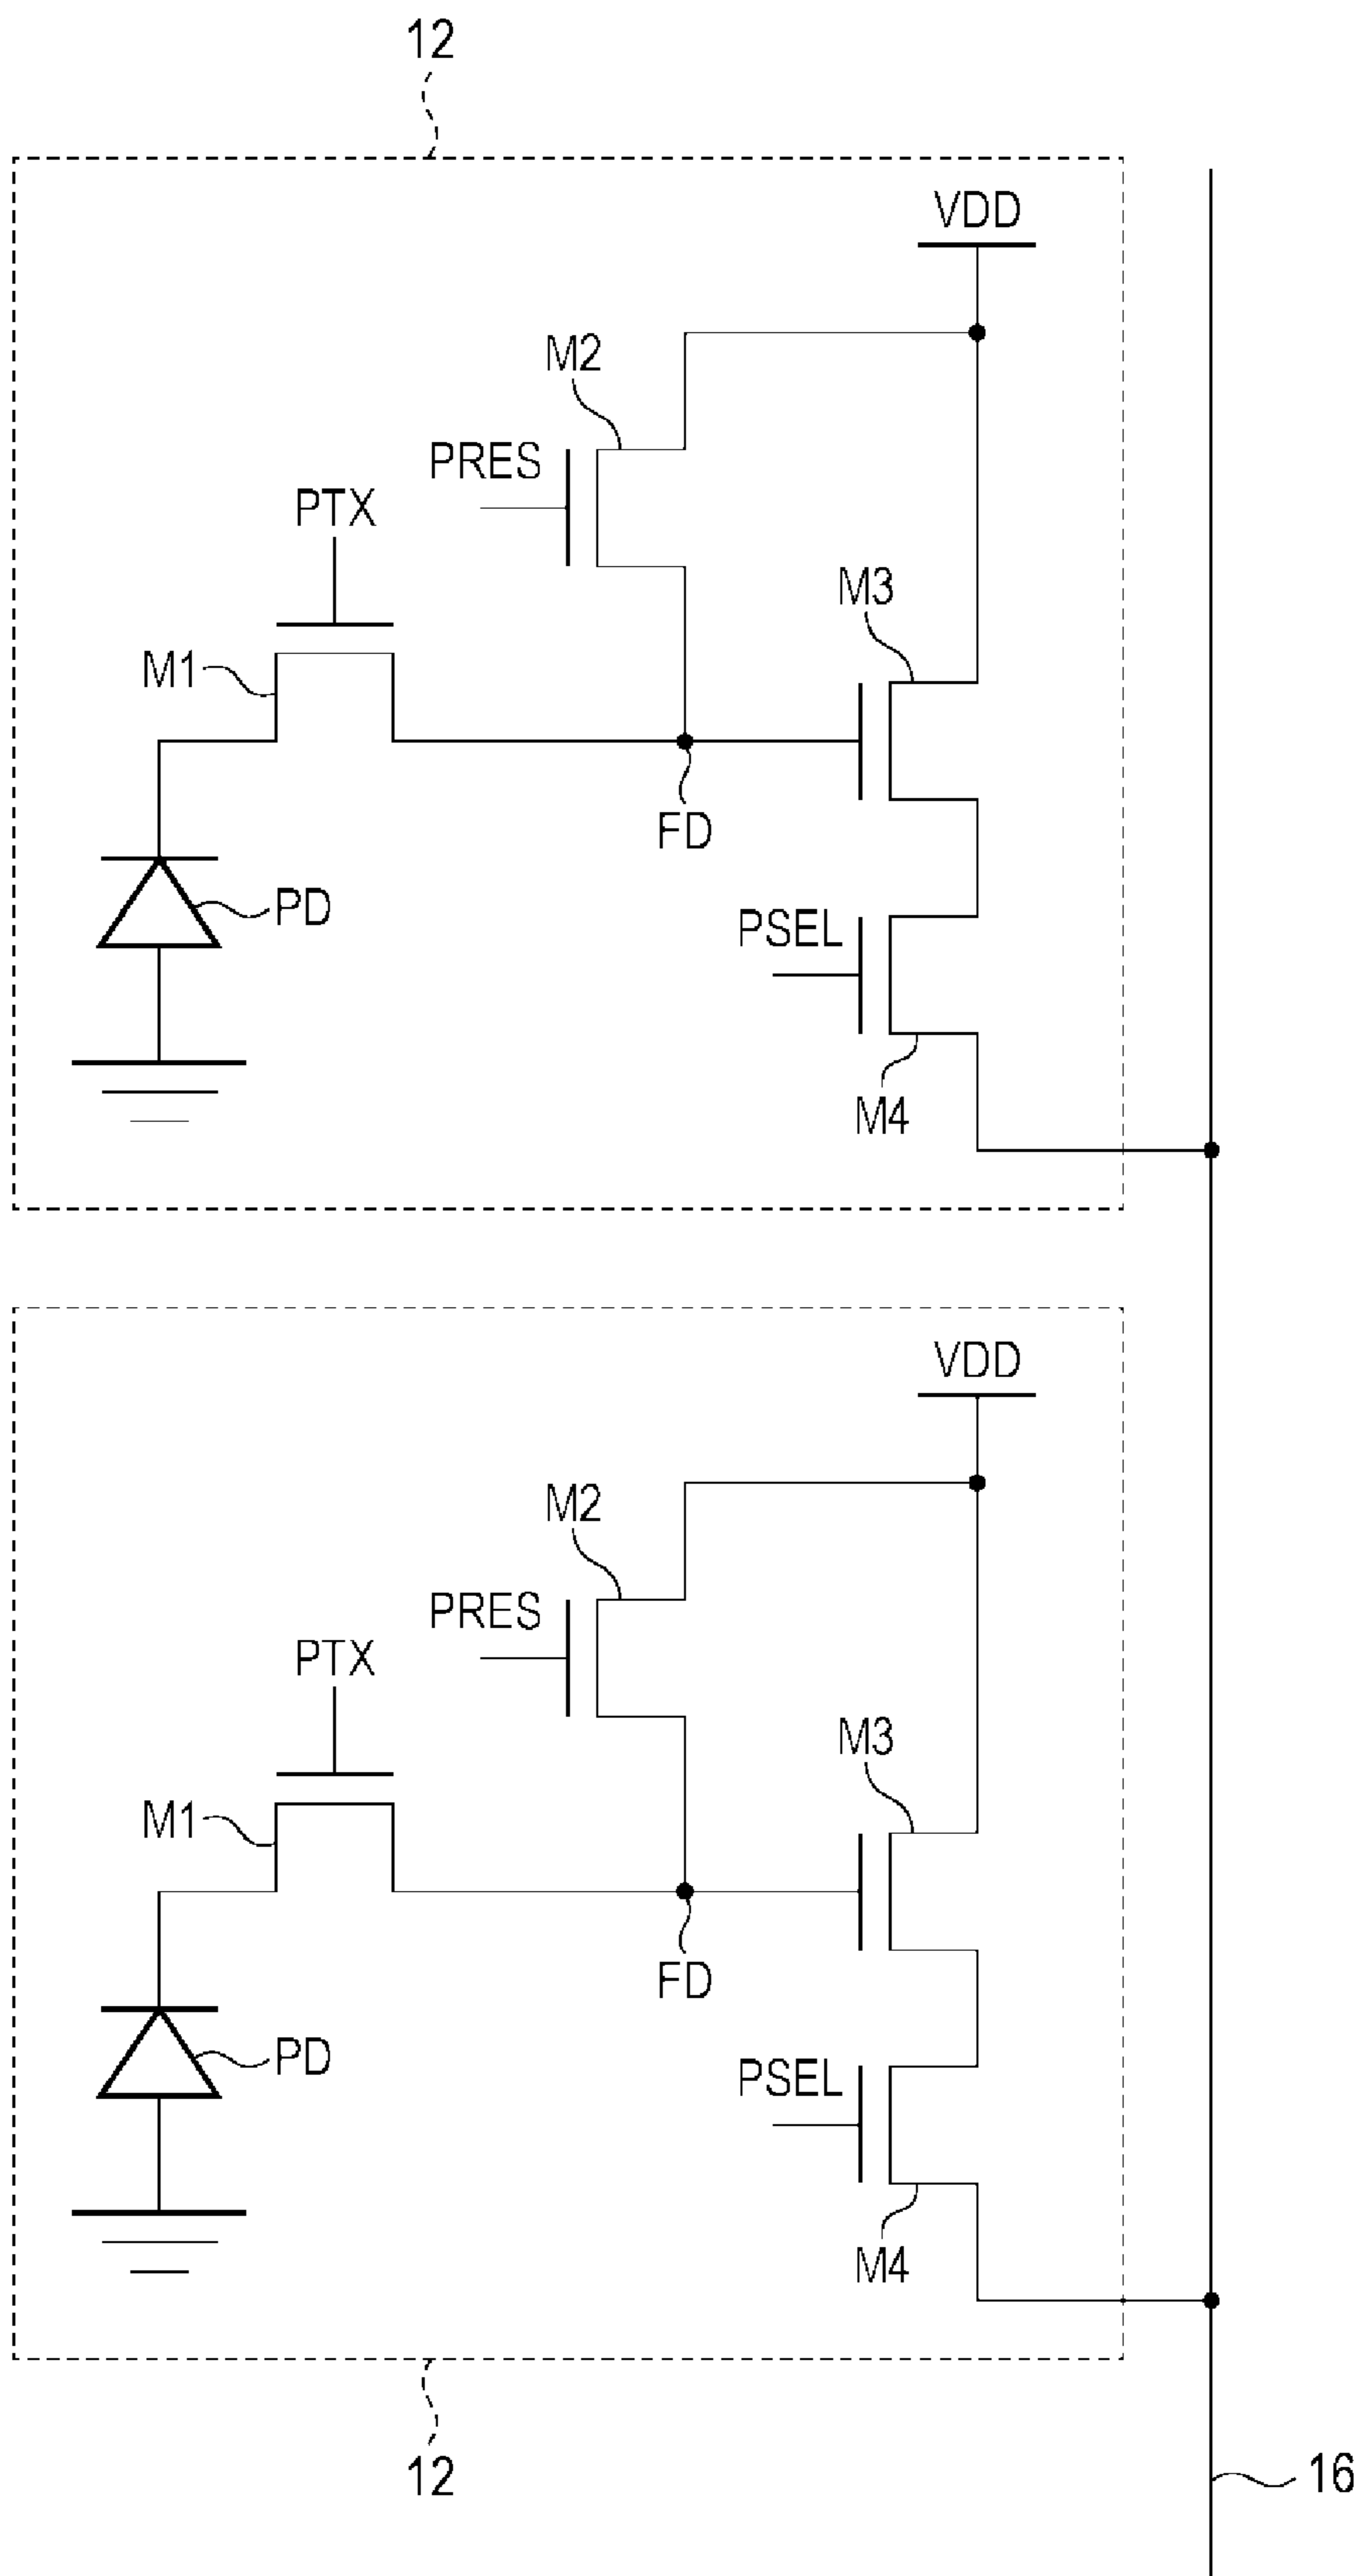 12
VDD
M2
PRES
PTX
M3
M1
FD
PD
PSEL
M4
VDD
M2
PRES
PTX
M3
M1
FD
PD
PSEL
M4
12
16